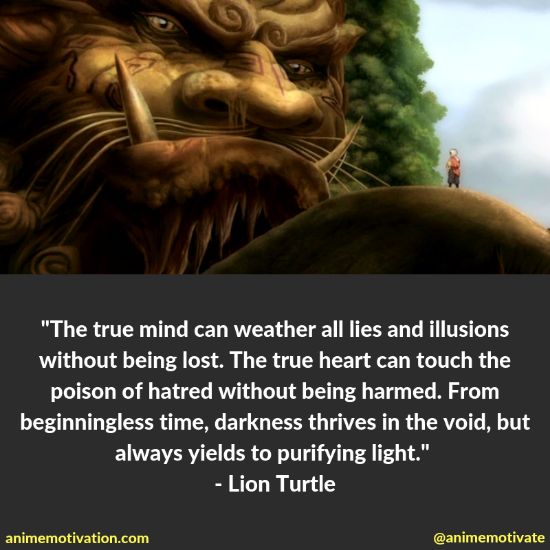 "The true mind can weather all lies and illusions
without being lost. The true heart can touch the
poison of hatred without being harmed. From
beginningless time, darkness thrives in the void, but
always yields to purifying light."
- Lion Turtle
animemotivation.com
@animemotivate